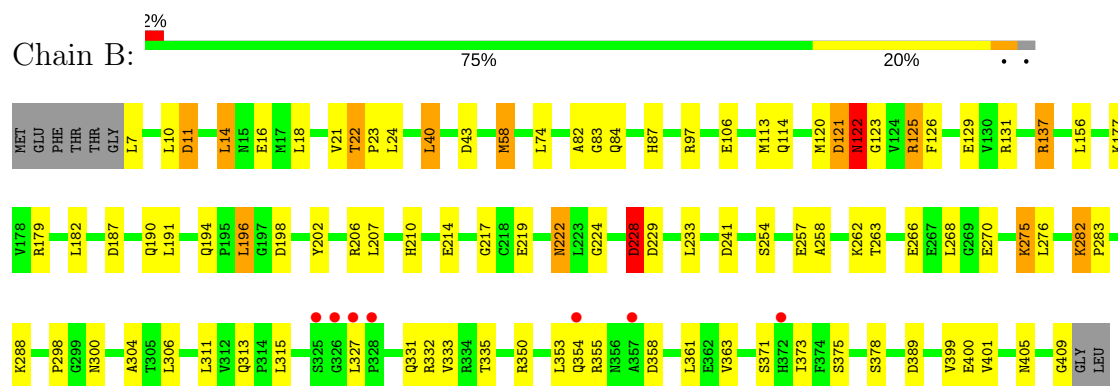 2%
Chain B:
75% 20% • •
MET GLU PHE THR THR GLY L7 L10 D11 L14 N15 E16 M17 L18 V21 T22 P23 L24 L40 D43 M58 L74 A82 G83 Q84 H87 R97 E106 M113 Q114 M120 D121 N122 G123 V124 R125 F126 E129 V130 R131 R137 L156 K177
V178 R179 L182 D187 Q190 L191 Q194 P195 L196 G197 D198 Y202 R206 L207 H210 E214 G217 C218 E219 N222 L223 G224 D228 D229 L233 D241 S254 E257 A258 K262 T263 E266 E267 L268 G269 E270 K275 L276 K282 P283
K288 P298 G299 N300 A304 T305 L306 L311 V312 Q313 P314 L315 S325 G326 L327 P328 Q331 R332 V333 R334 T335 R350 L353 Q354 R355 N356 A357 D358 L361 E362 V363 S371 H372 I373 F374 S375 S378 D389 V399 E400 V401 N405 G409 GLY LEU